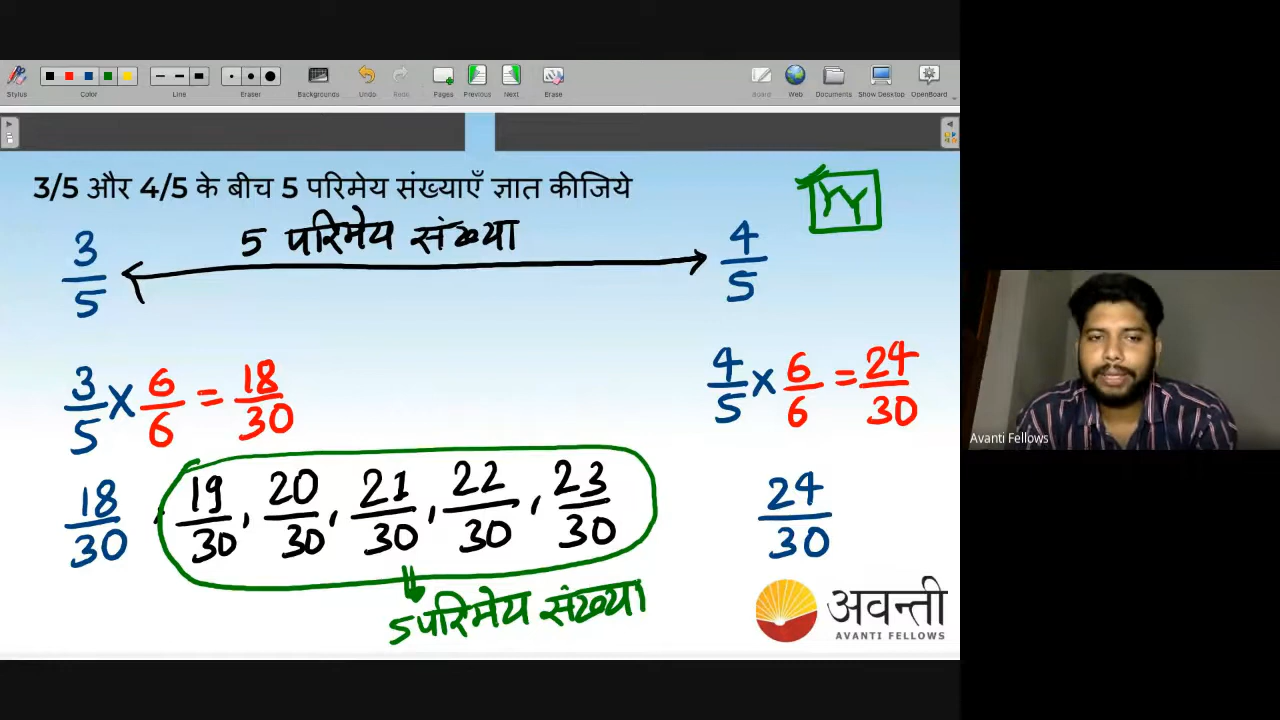 Stylus Color Line Eraser Backgrounds Undo Redo Pages Previous Next Erase Board Web Documents Show Desktop OpenBoard
3/5 और 4/5 के बीच 5 परिमेय संख्याएँ ज्ञात कीजिये
3/5 5 परिमेय संख्या 4/5
3/5 × 6/6 = 18/30 4/5 × 6/6 = 24/30
18/30 , 19/30 , 20/30 , 21/30 , 22/30 , 23/30 24/30
5 परिमेय संख्या
अवन्ती
AVANTI FELLOWS
Avanti Fellows